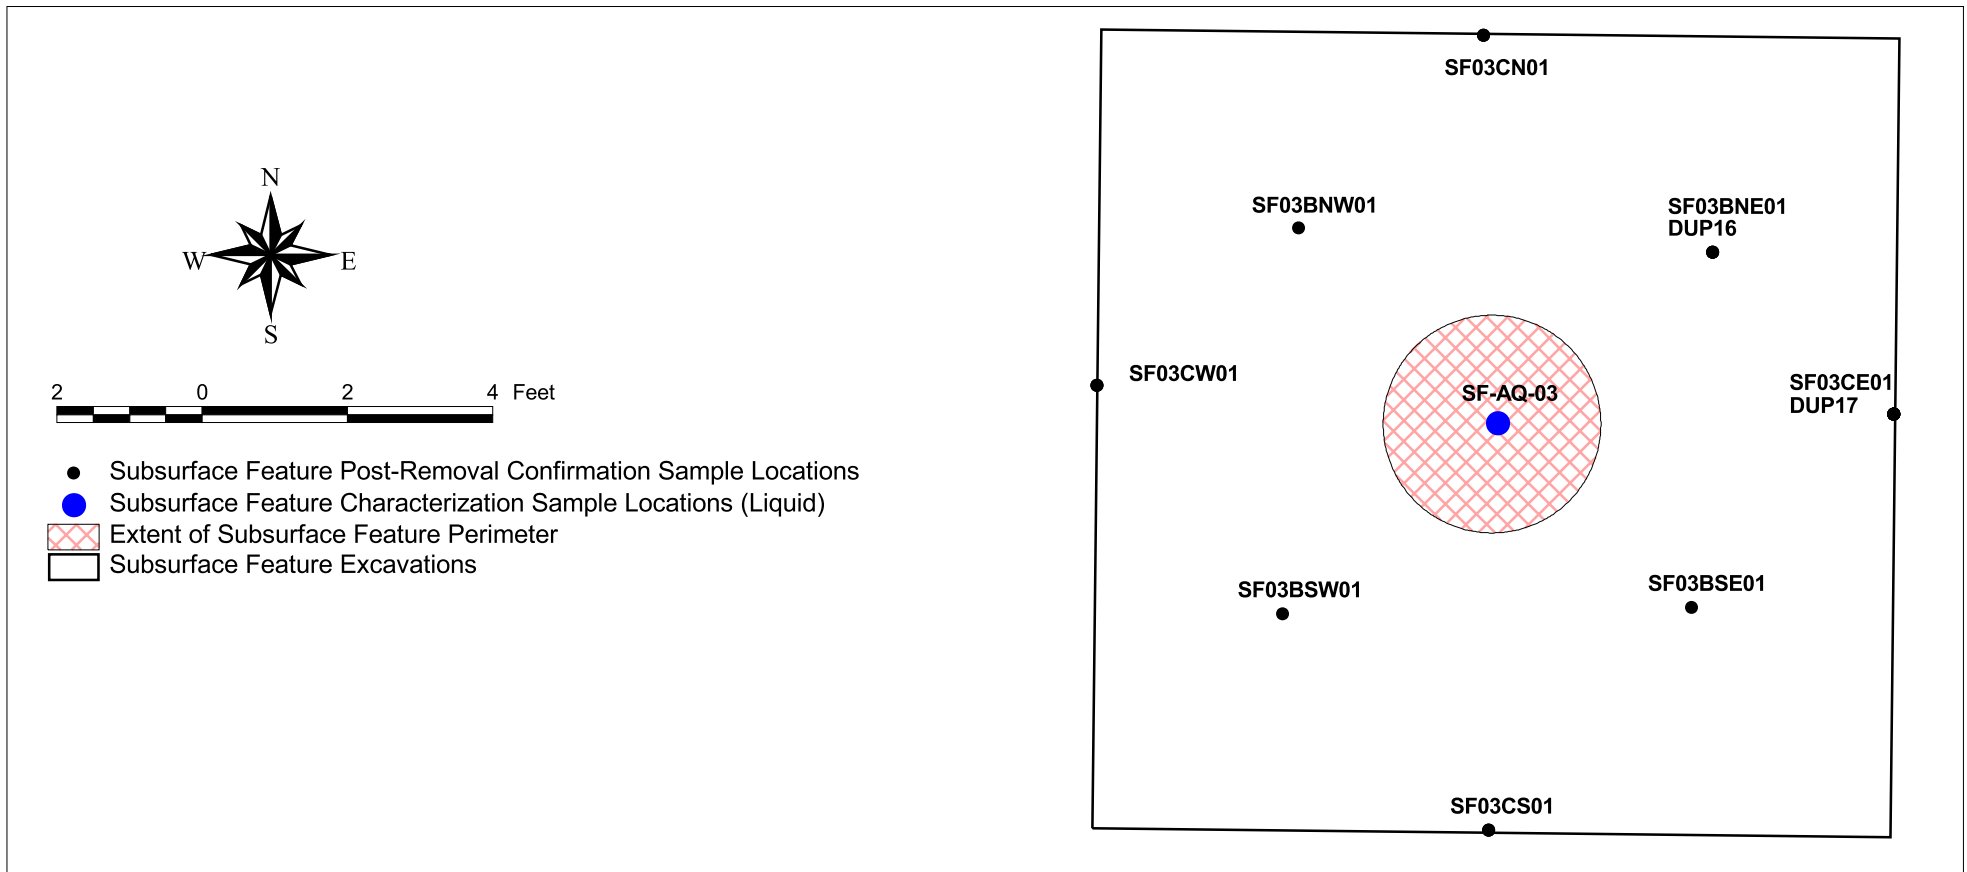 N
W E
S
2 0 2 4 Feet
Subsurface Feature Post-Removal Confirmation Sample Locations
Subsurface Feature Characterization Sample Locations (Liquid)
Extent of Subsurface Feature Perimeter
Subsurface Feature Excavations
SF03CN01
SF03BNW01
SF03BNE01
DUP16
SF03CW01
SF-AQ-03
SF03CE01
DUP17
SF03BSW01
SF03BSE01
SF03CS01